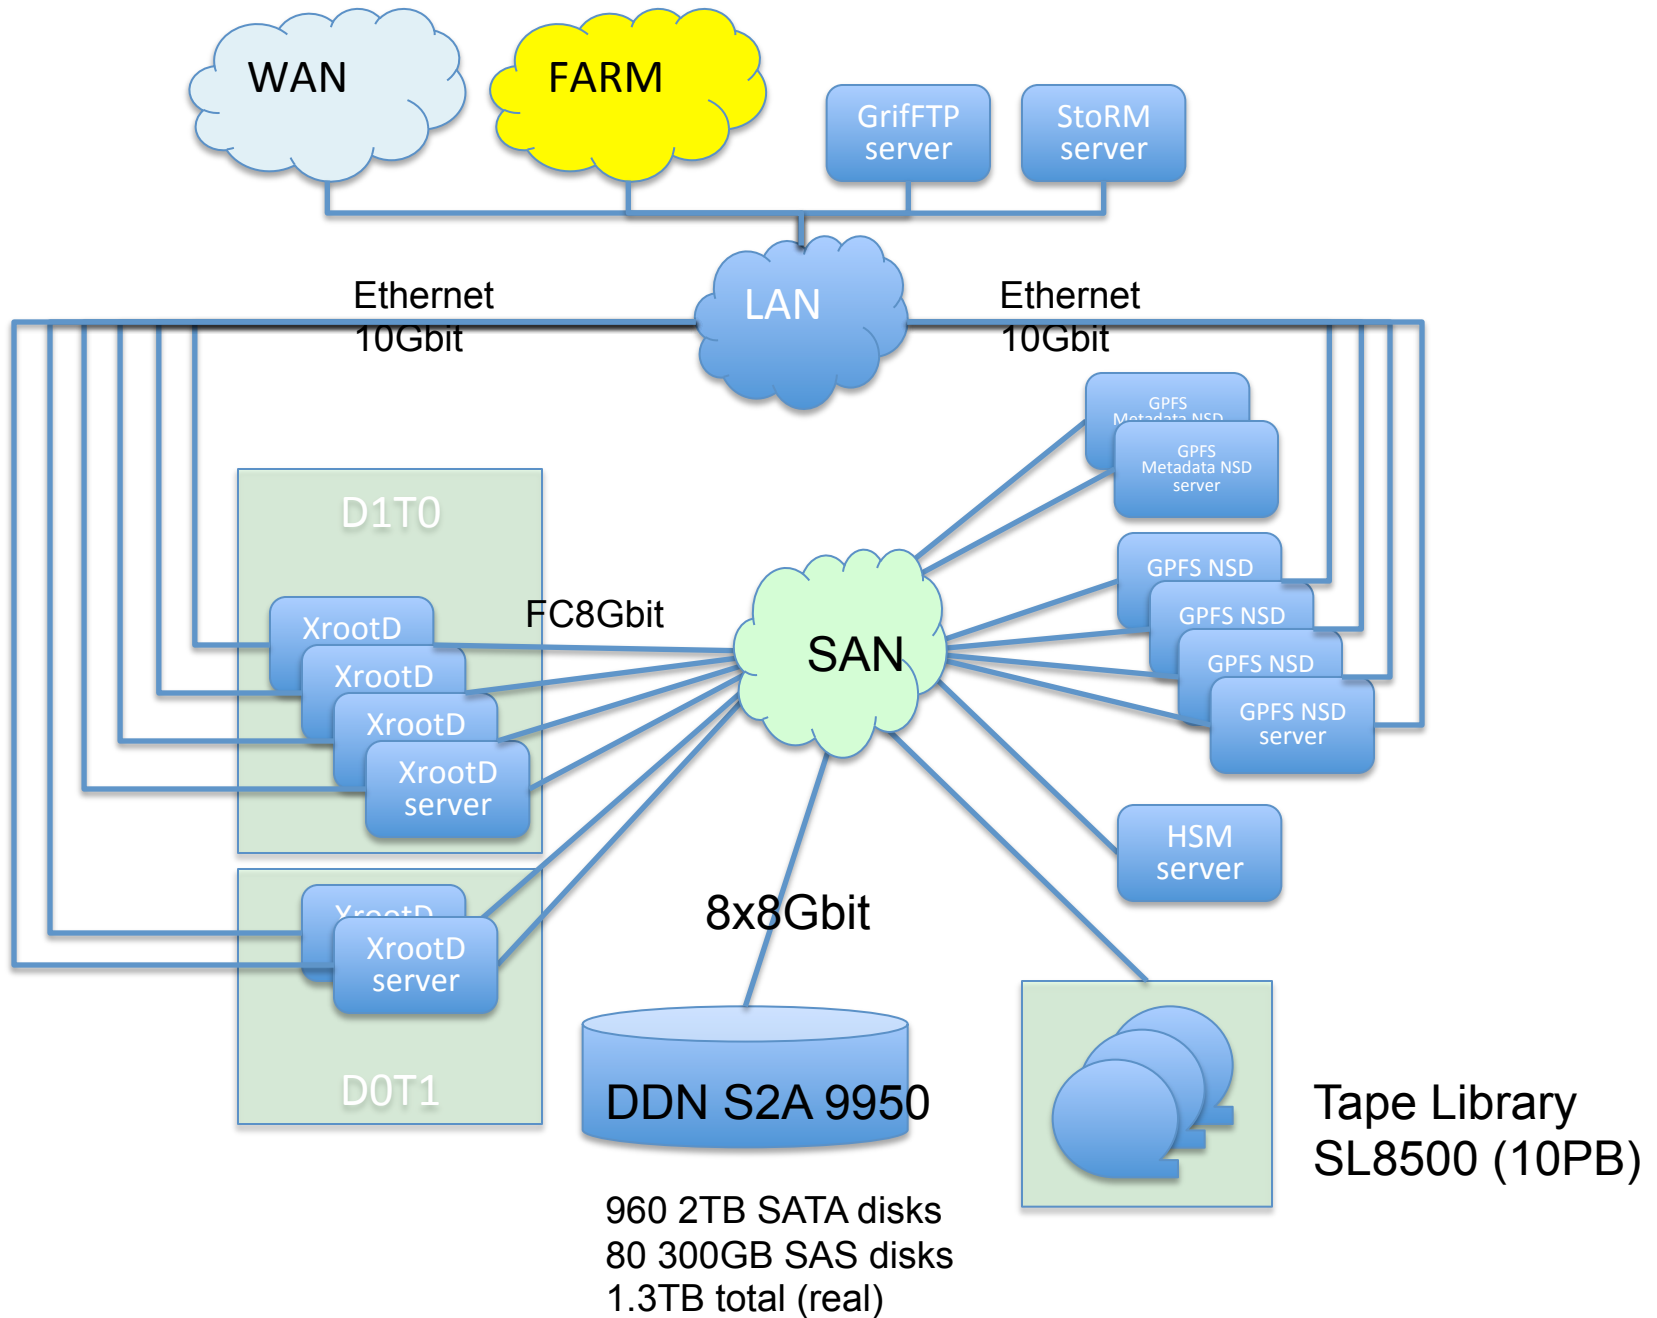 WAN
FARM
GrifFTP
server
StoRM
server
LAN
Ethernet
10Gbit
Ethernet
10Gbit
GPFS
Metadata NSD
GPFS
Metadata NSD
server
D1T0
GPFS NSD
GPFS NSD
GPFS NSD
GPFS NSD
server
FC8Gbit
SAN
XrootD
XrootD
XrootD
XrootD
server
HSM
server
8x8Gbit
XrootD
XrootD
server
D0T1
DDN S2A 9950
Tape Library
SL8500 (10PB)
960 2TB SATA disks
80 300GB SAS disks
1.3TB total (real)